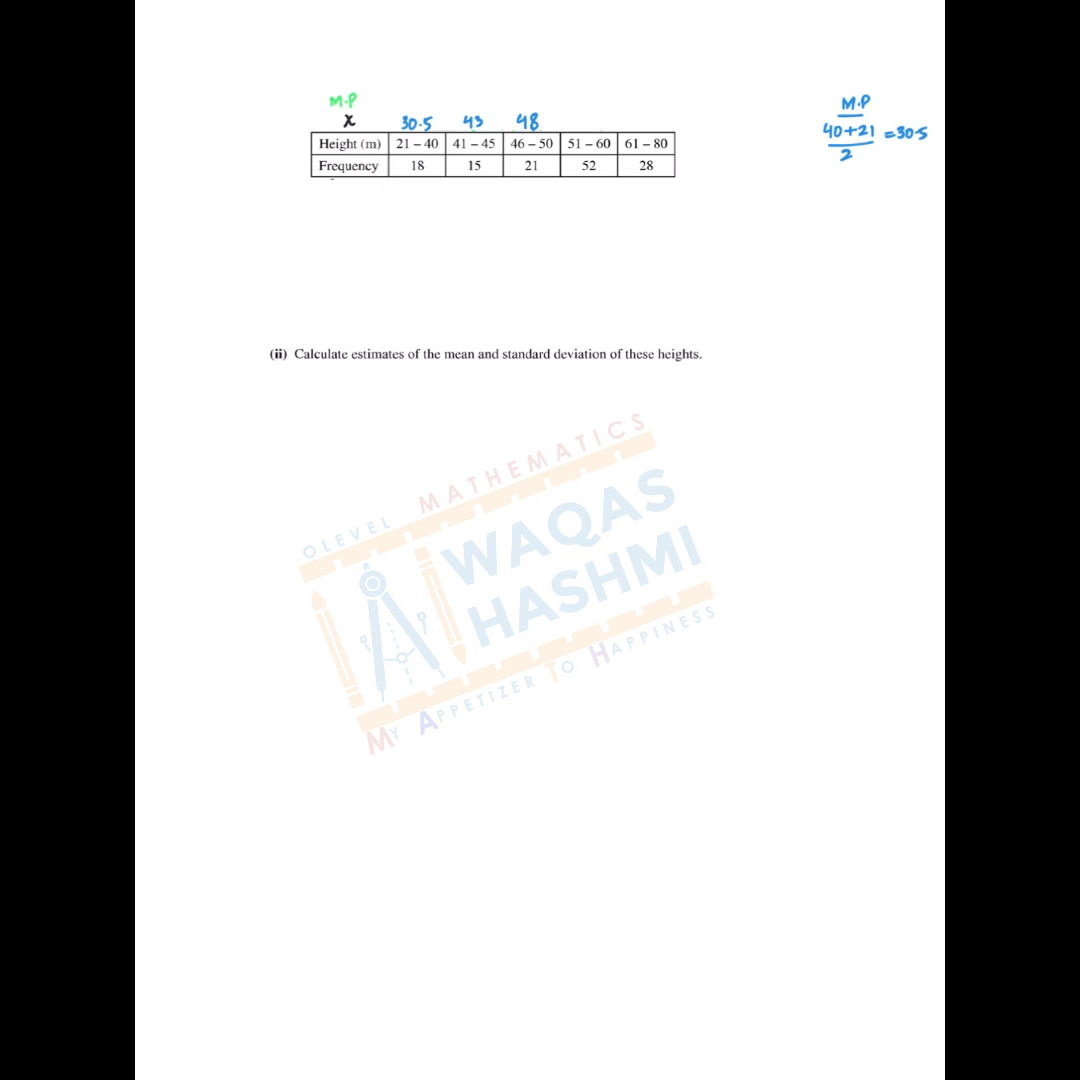 M.P
x 30.5 43 48
Height (m) 21 – 40 41 – 45 46 – 50 51 – 60 61 – 80
Frequency 18 15 21 52 28
M.P
40+21 = 30.5
2
(ii) Calculate estimates of the mean and standard deviation of these heights.
OLEVEL MATHEMATICS
WAQAS
HASHMI
MY APPETIZER TO HAPPINESS